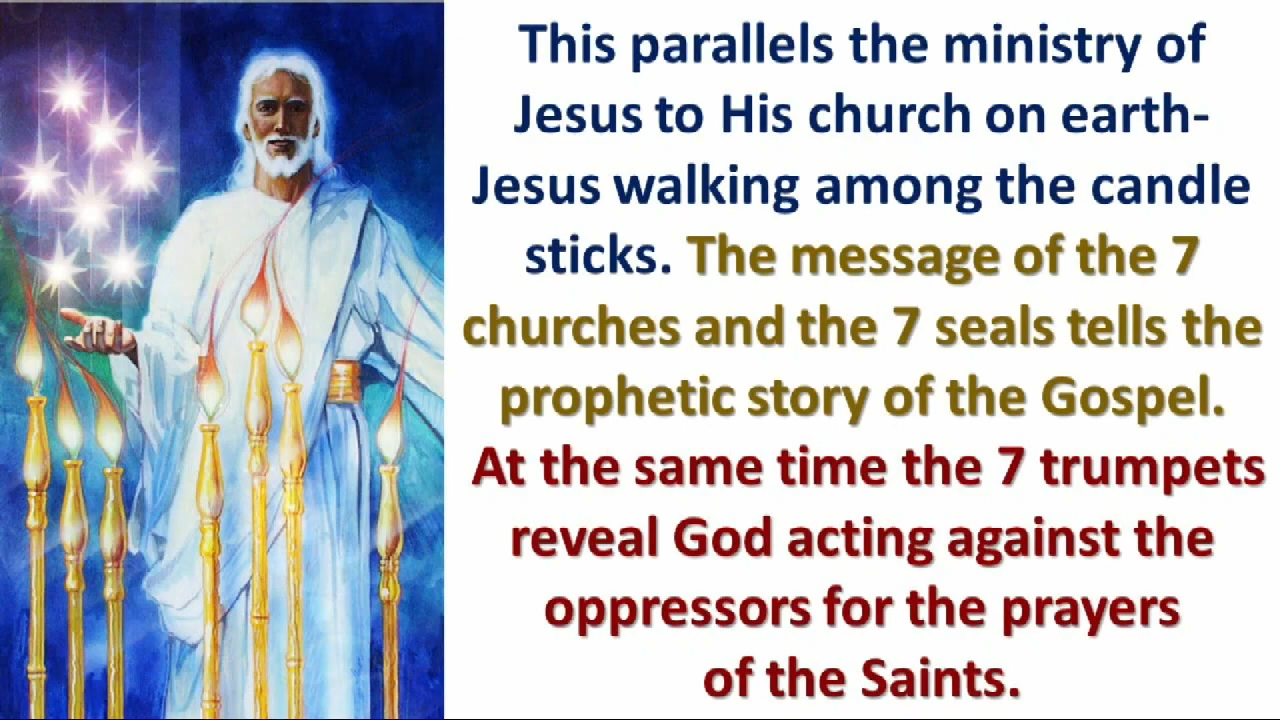 This parallels the ministry of
Jesus to His church on earth-
Jesus walking among the candle
sticks. The message of the 7
churches and the 7 seals tells the
prophetic story of the Gospel.
At the same time the 7 trumpets
reveal God acting against the
oppressors for the prayers
of the Saints.